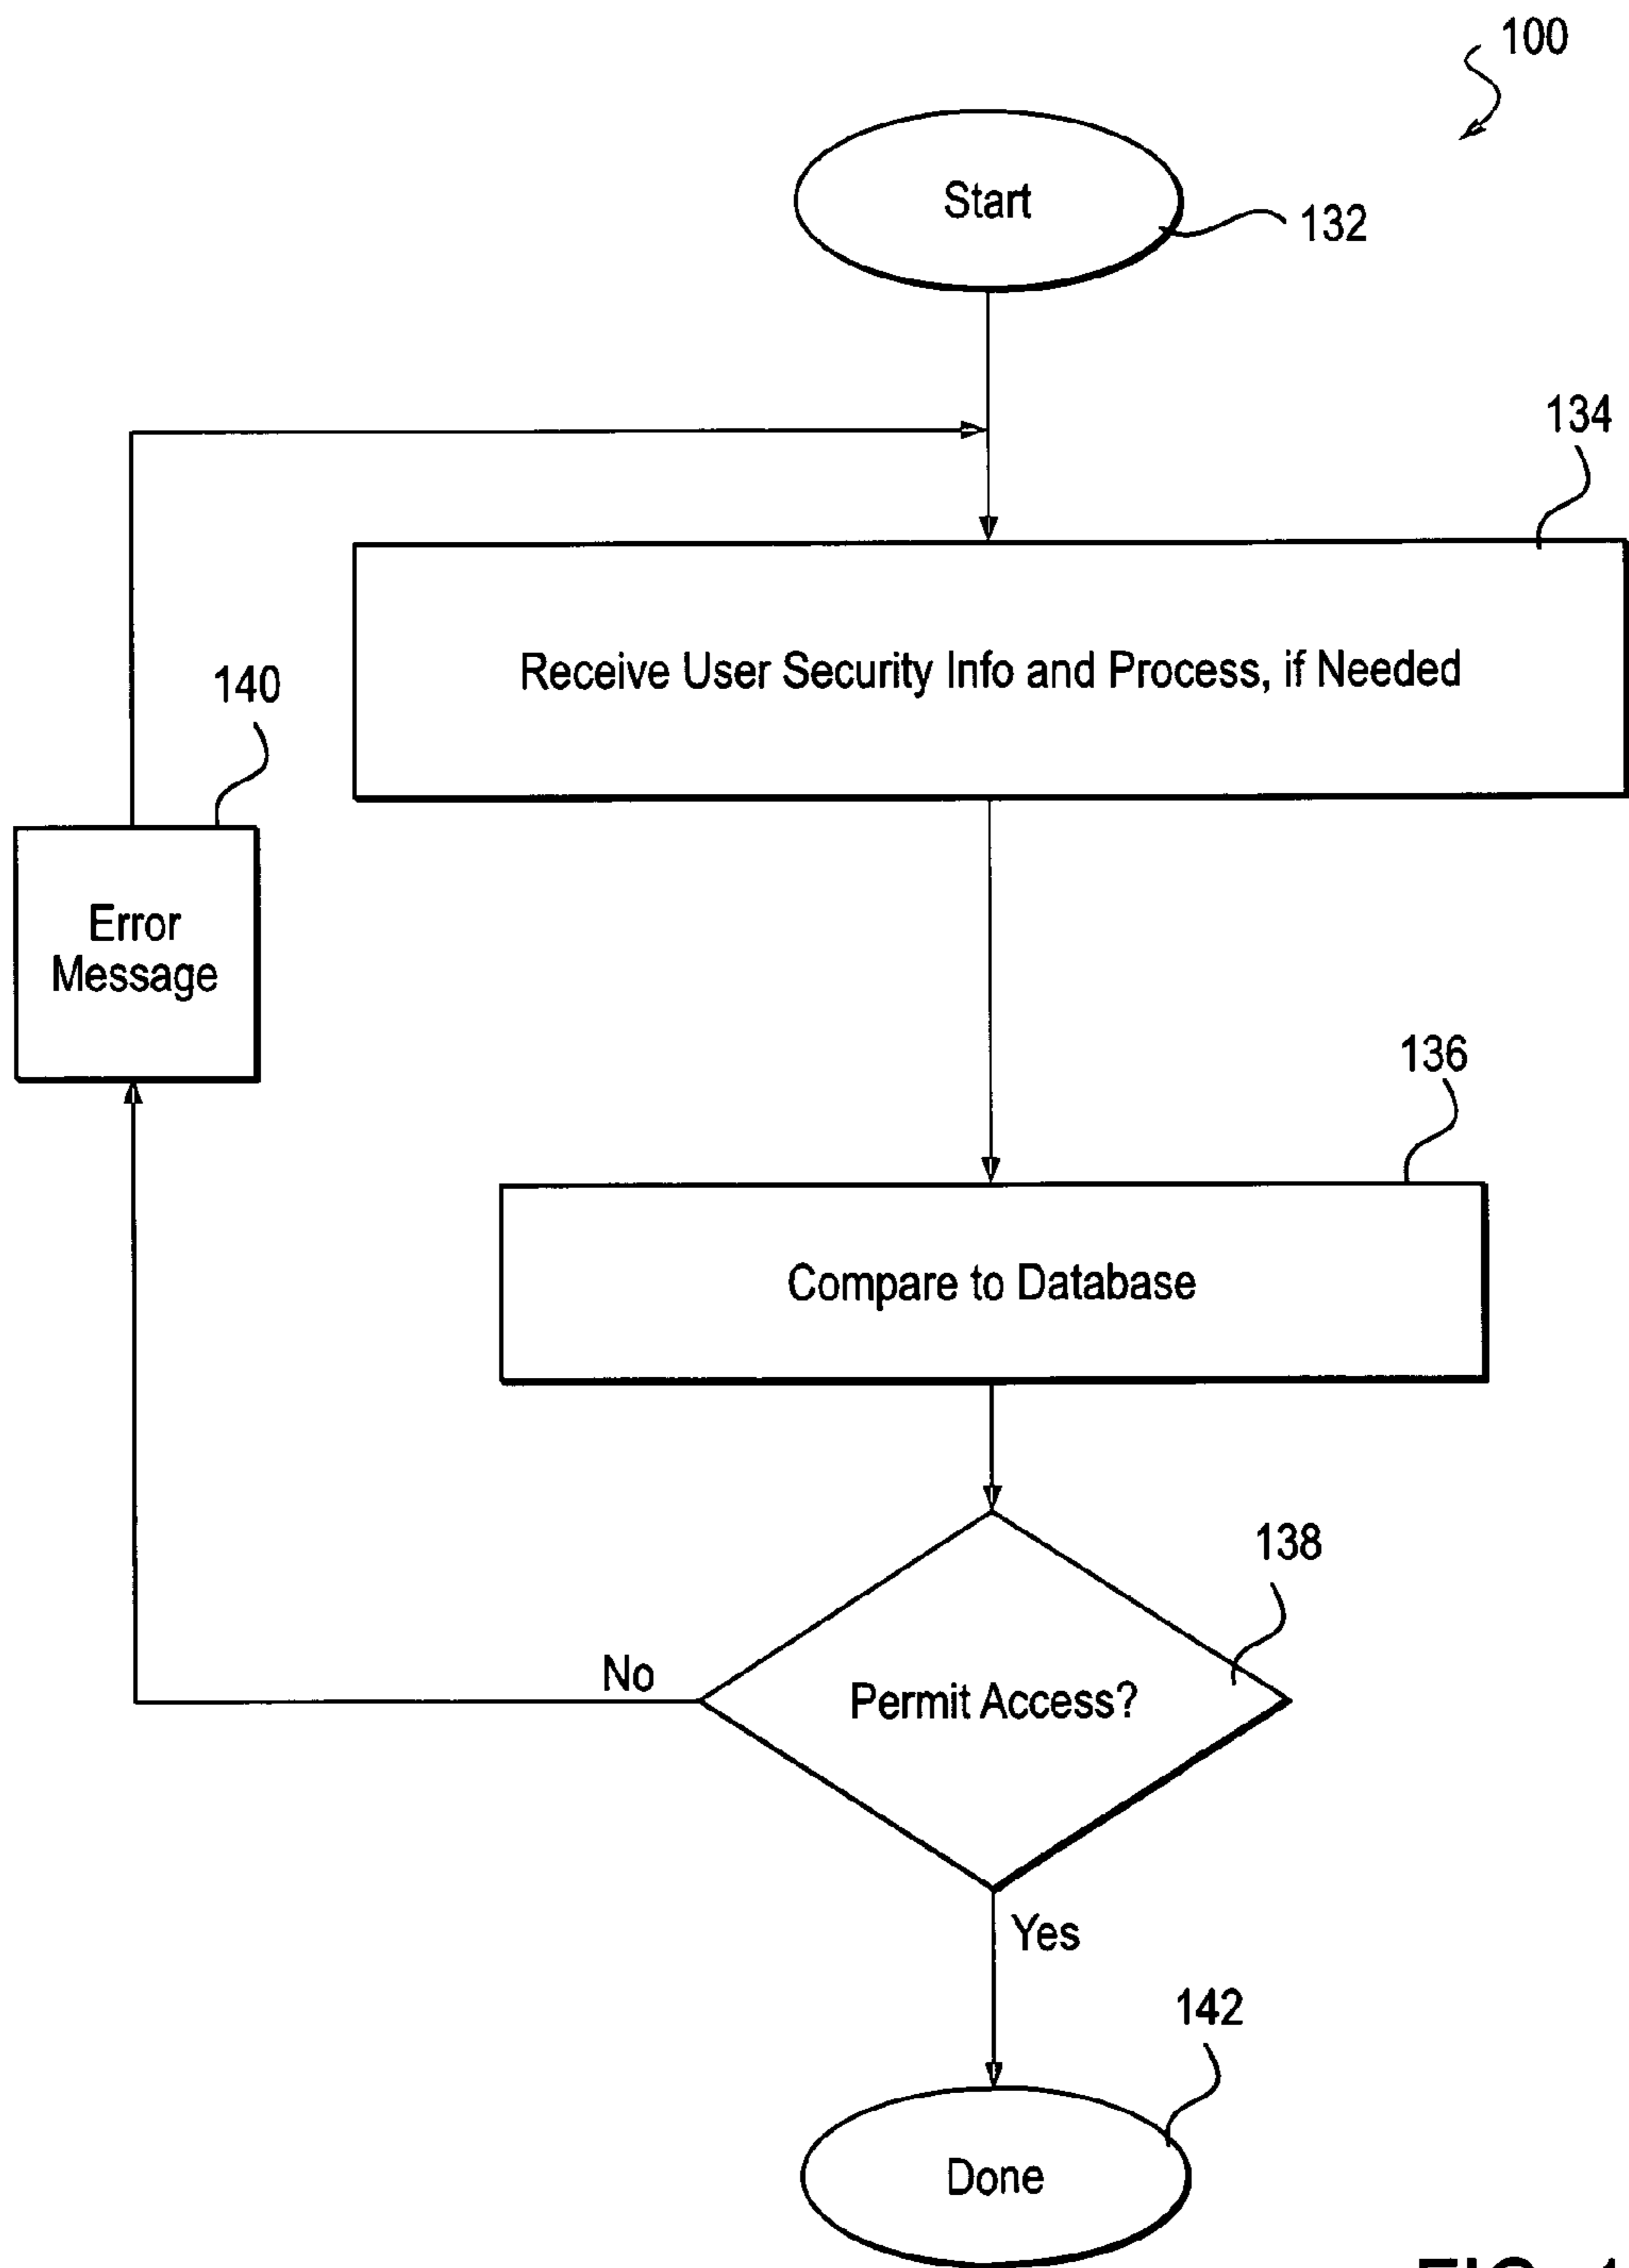 100
Start
132
134
Receive User Security Info and Process, if Needed
140
Error
Message
136
Compare to Database
138
No
Permit Access?
Yes
142
Done